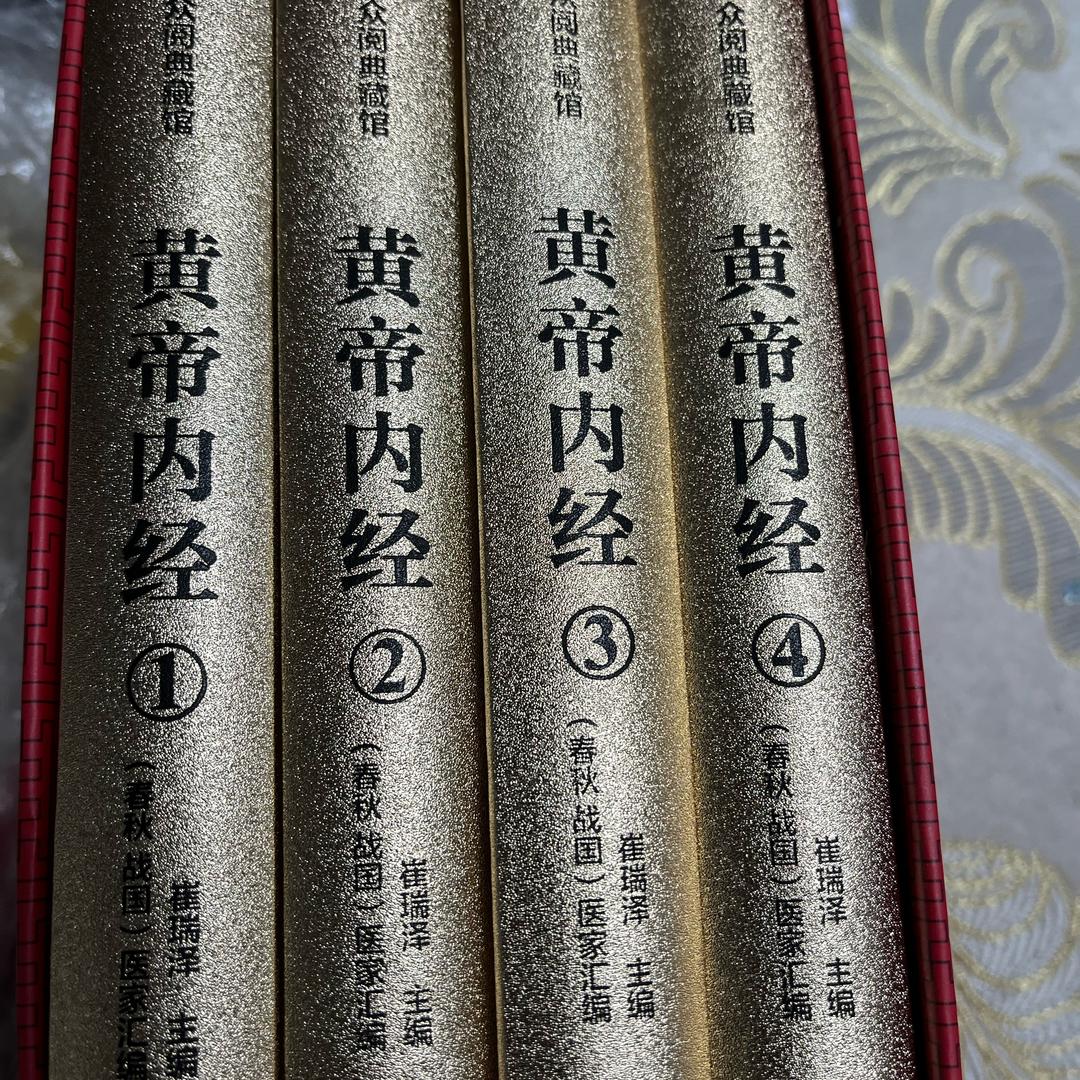 众阅典藏馆
黄帝内经①
（春秋战国）医家汇编
崔瑞泽 主编
众阅典藏馆
黄帝内经②
（春秋战国）医家汇编
崔瑞泽 主编
众阅典藏馆
黄帝内经③
（春秋战国）医家汇编
崔瑞泽 主编
众阅典藏馆
黄帝内经④
（春秋战国）医家汇编
崔瑞泽 主编